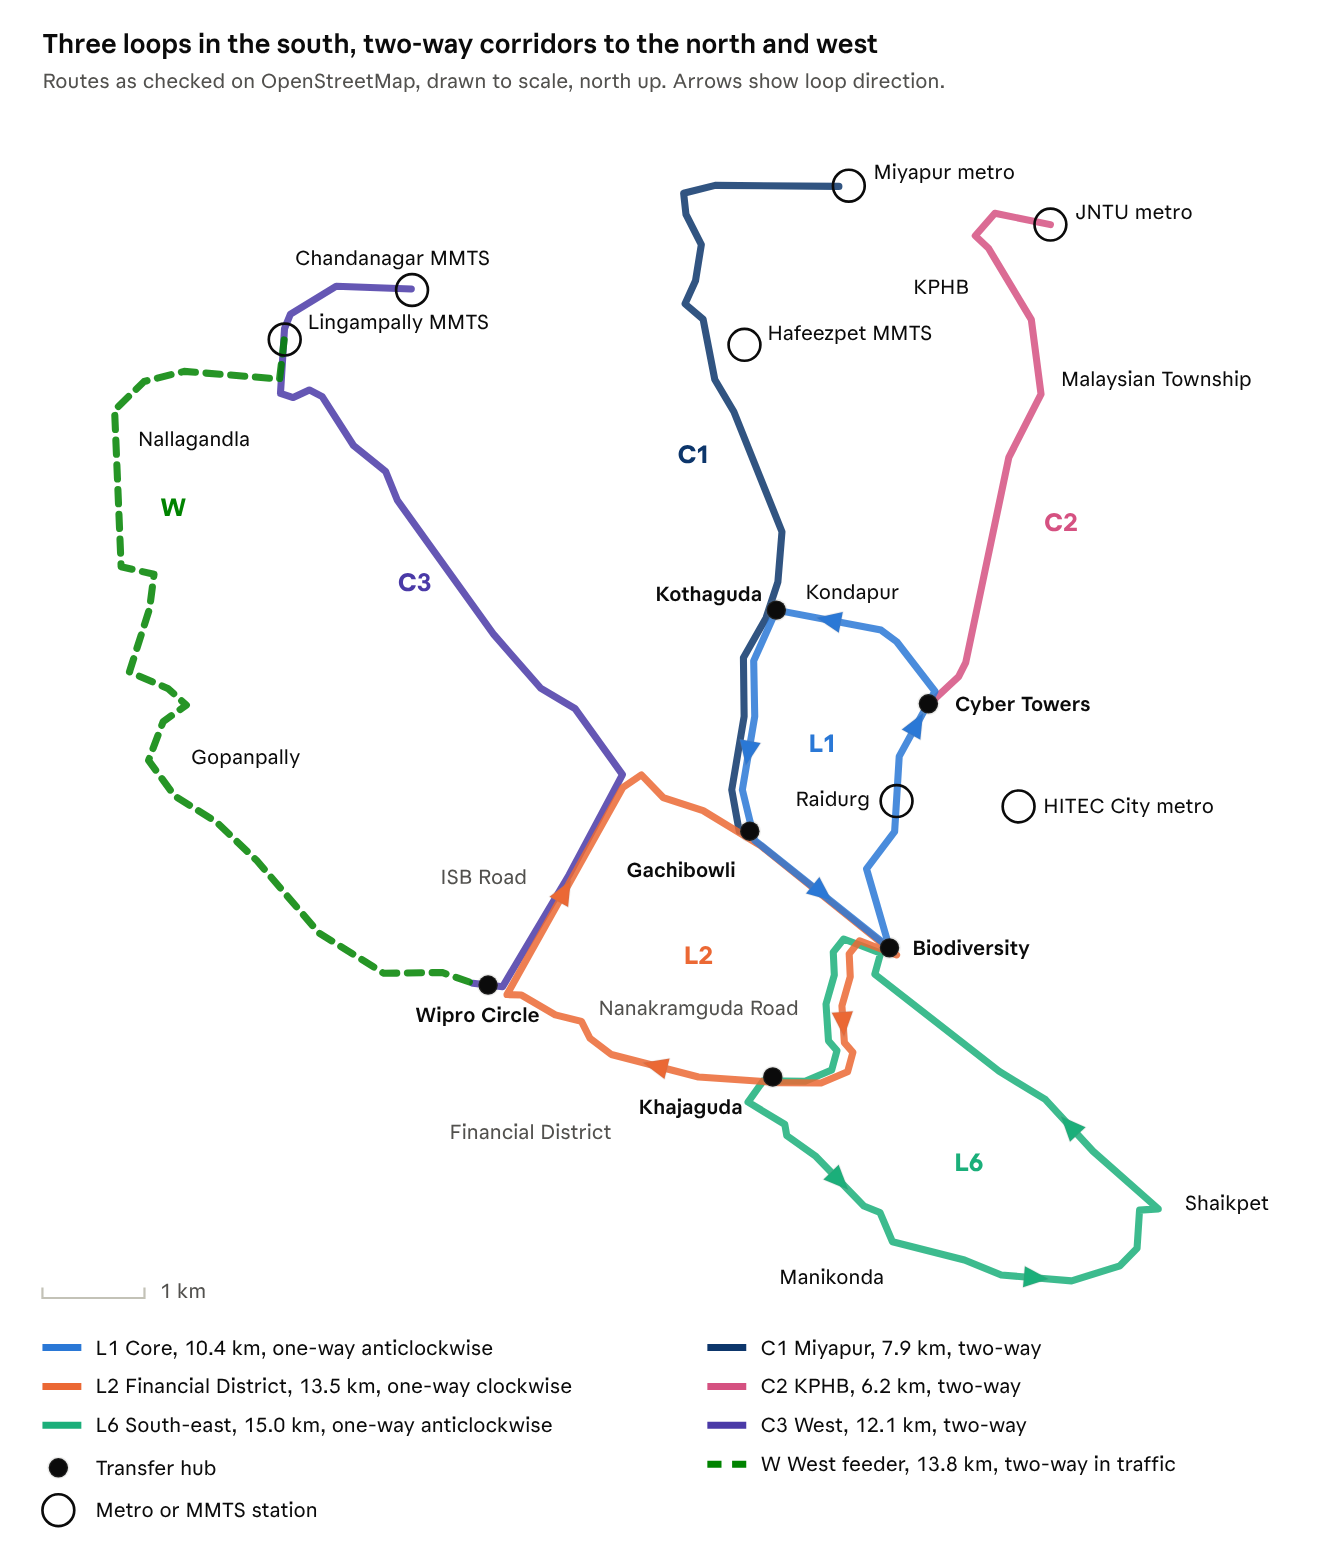 Three loops in the south, two-way corridors to the north and west
Routes as checked on OpenStreetMap, drawn to scale, north up. Arrows show loop direction.
Miyapur metro
JNTU metro
Chandanagar MMTS
KPHB
Lingampally MMTS
Hafeezpet MMTS
Malaysian Township
Nallagandla
C1
W
C2
C3
Kothaguda
Kondapur
Cyber Towers
L1
Gopanpally
Raidurg
HITEC City metro
Gachibowli
ISB Road
Biodiversity
L2
Nanakramguda Road
Wipro Circle
Khajaguda
Financial District
L6
Shaikpet
Manikonda
1 km
L1 Core, 10.4 km, one-way anticlockwise
L2 Financial District, 13.5 km, one-way clockwise
L6 South-east, 15.0 km, one-way anticlockwise
Transfer hub
Metro or MMTS station
C1 Miyapur, 7.9 km, two-way
C2 KPHB, 6.2 km, two-way
C3 West, 12.1 km, two-way
W West feeder, 13.8 km, two-way in traffic